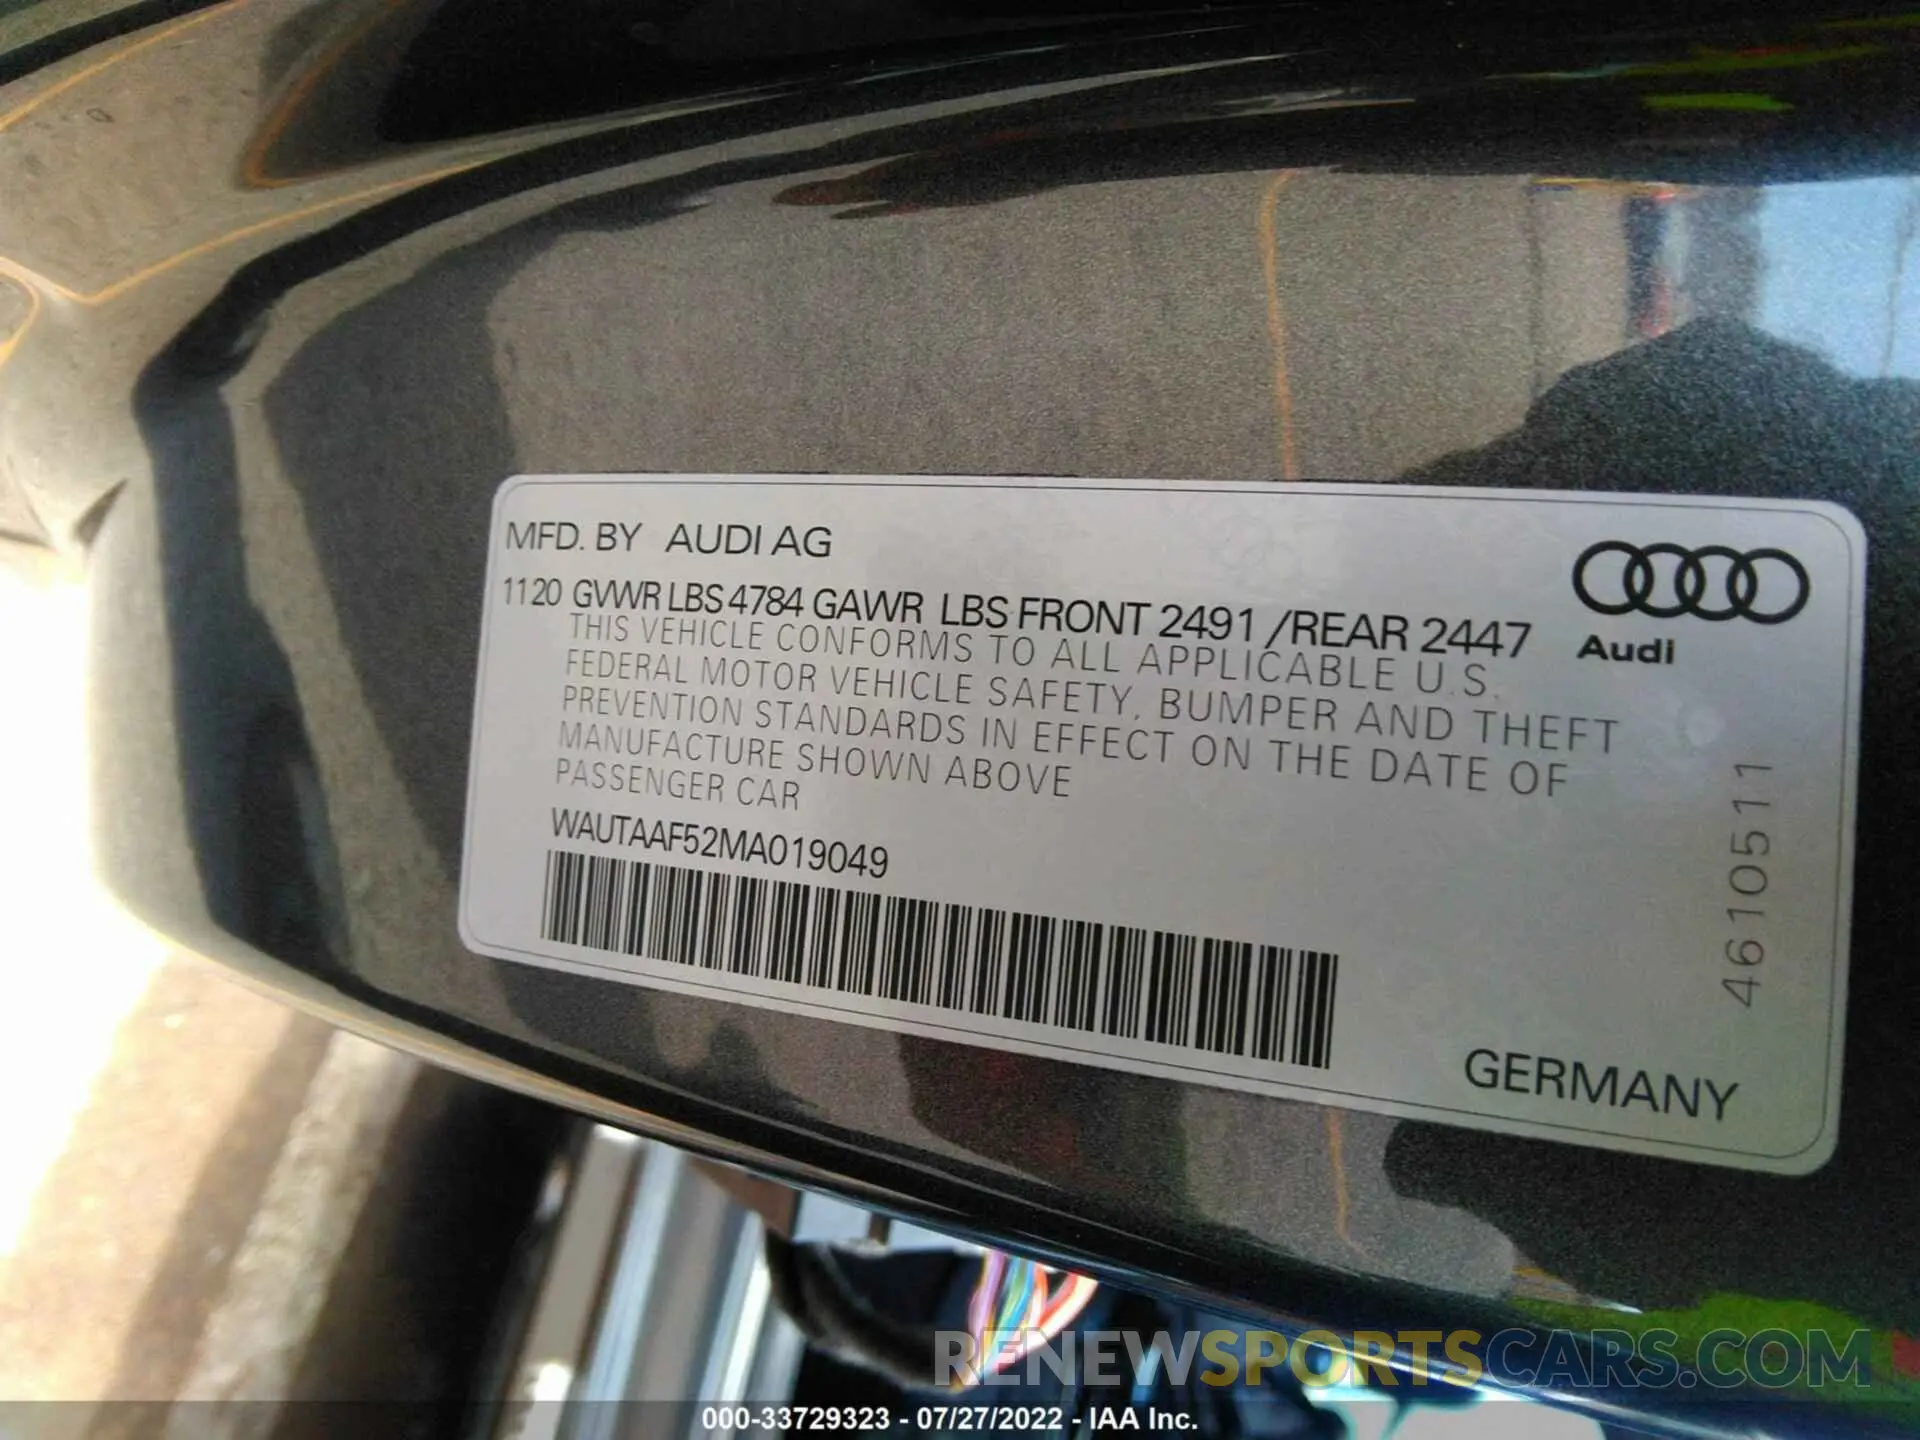 MFD. BY AUDI AG
1120 GVWR LBS 4784 GAWR LBS FRONT 2491 /REAR 2447
THIS VEHICLE CONFORMS TO ALL APPLICABLE U.S.
FEDERAL MOTOR VEHICLE SAFETY, BUMPER AND THEFT
PREVENTION STANDARDS IN EFFECT ON THE DATE OF
MANUFACTURE SHOWN ABOVE
PASSENGER CAR
WAUTAAF52MA019049
Audi
4610511
GERMANY
RENEWSPORTSCARS.COM
000-33729323 - 07/27/2022 - IAA Inc.